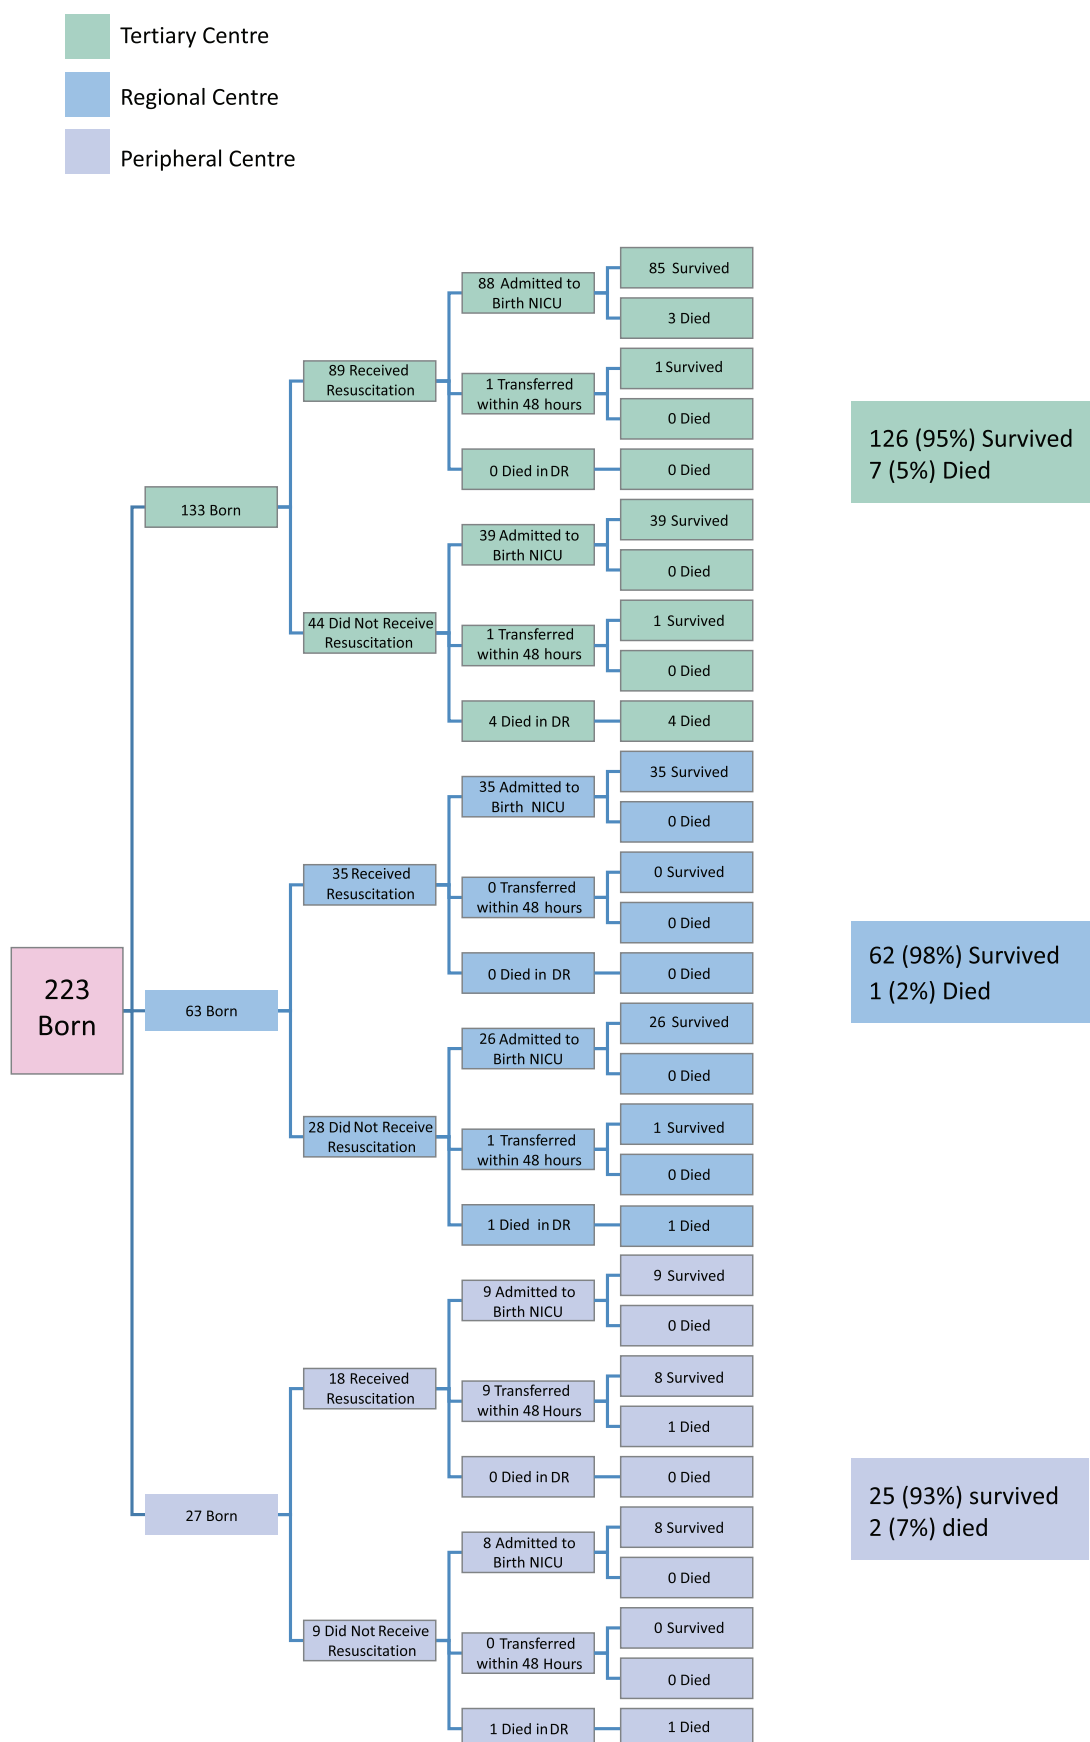 Tertiary Centre
Regional Centre
Peripheral Centre
223
Born
133 Born
89 Received
Resuscitation
88 Admitted to
Birth NICU
85 Survived
3 Died
1 Transferred
within 48 hours
1 Survived
0 Died
0 Died in DR
0 Died
44 Did Not Receive
Resuscitation
39 Admitted to
Birth NICU
39 Survived
0 Died
1 Transferred
within 48 hours
1 Survived
0 Died
4 Died in DR
4 Died
126 (95%) Survived
7 (5%) Died
63 Born
35 Received
Resuscitation
35 Admitted to
Birth NICU
35 Survived
0 Died
0 Transferred
within 48 hours
0 Survived
0 Died
0 Died in DR
0 Died
28 Did Not Receive
Resuscitation
26 Admitted to
Birth NICU
26 Survived
0 Died
1 Transferred
within 48 hours
1 Survived
0 Died
1 Died in DR
1 Died
62 (98%) Survived
1 (2%) Died
27 Born
18 Received
Resuscitation
9 Admitted to
Birth NICU
9 Survived
0 Died
9 Transferred
within 48 Hours
8 Survived
1 Died
0 Died in DR
0 Died
9 Did Not Receive
Resuscitation
8 Admitted to
Birth NICU
8 Survived
0 Died
0 Transferred
within 48 Hours
0 Survived
0 Died
1 Died in DR
1 Died
25 (93%) survived
2 (7%) died